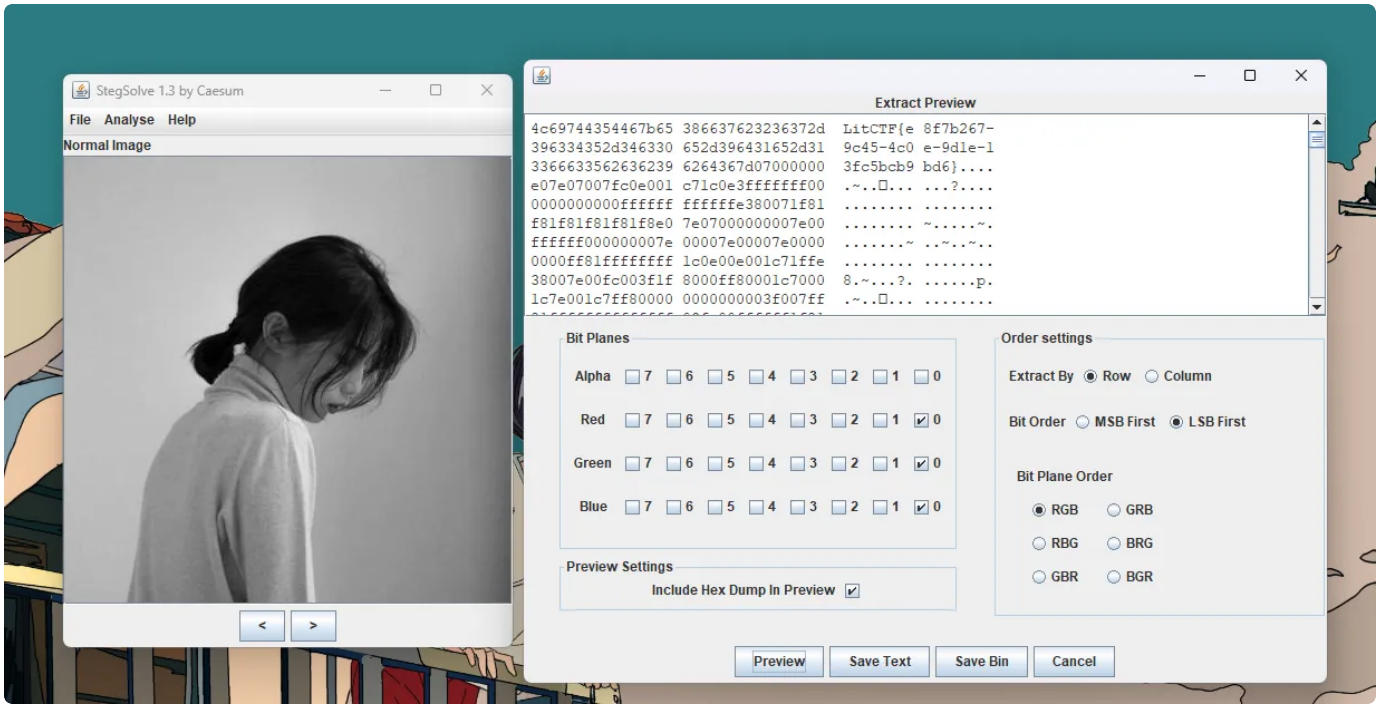 StegSolve 1.3 by Caesum
File Analyse Help
Normal Image
< >
Extract Preview
4c69744354467b65 386637623236372d LitCTF{e 8f7b267-
396334352d346330 652d396431652d31 9c45-4c0 e-9d1e-1
3366633562636239 6264367d07000000 3fc5bcb9 bd6}....
e07e07007fc0e001 c71c0e3fffffff00 .~..□... ...?....
0000000000ffffff ffffffe380071f81 ........ ........
f81f81f81f81f8e0 7e07000000007e00 ........ ~.....~.
ffffff000000007e 00007e00007e0000 .......~ ..~..~..
0000ff81ffffffff 1c0e00e001c71ffe ........ ........
38007e00fc003f1f 8000ff80001c7000 8.~...?. ......p.
1c7e001c7ff80000 0000000003f007ff .~..□... ........
Bit Planes
Alpha 7 6 5 4 3 2 1 0
Red 7 6 5 4 3 2 1 0
Green 7 6 5 4 3 2 1 0
Blue 7 6 5 4 3 2 1 0
Preview Settings
Include Hex Dump In Preview
Order settings
Extract By Row Column
Bit Order MSB First LSB First
Bit Plane Order
RGB GRB
RBG BRG
GBR BGR
Preview Save Text Save Bin Cancel